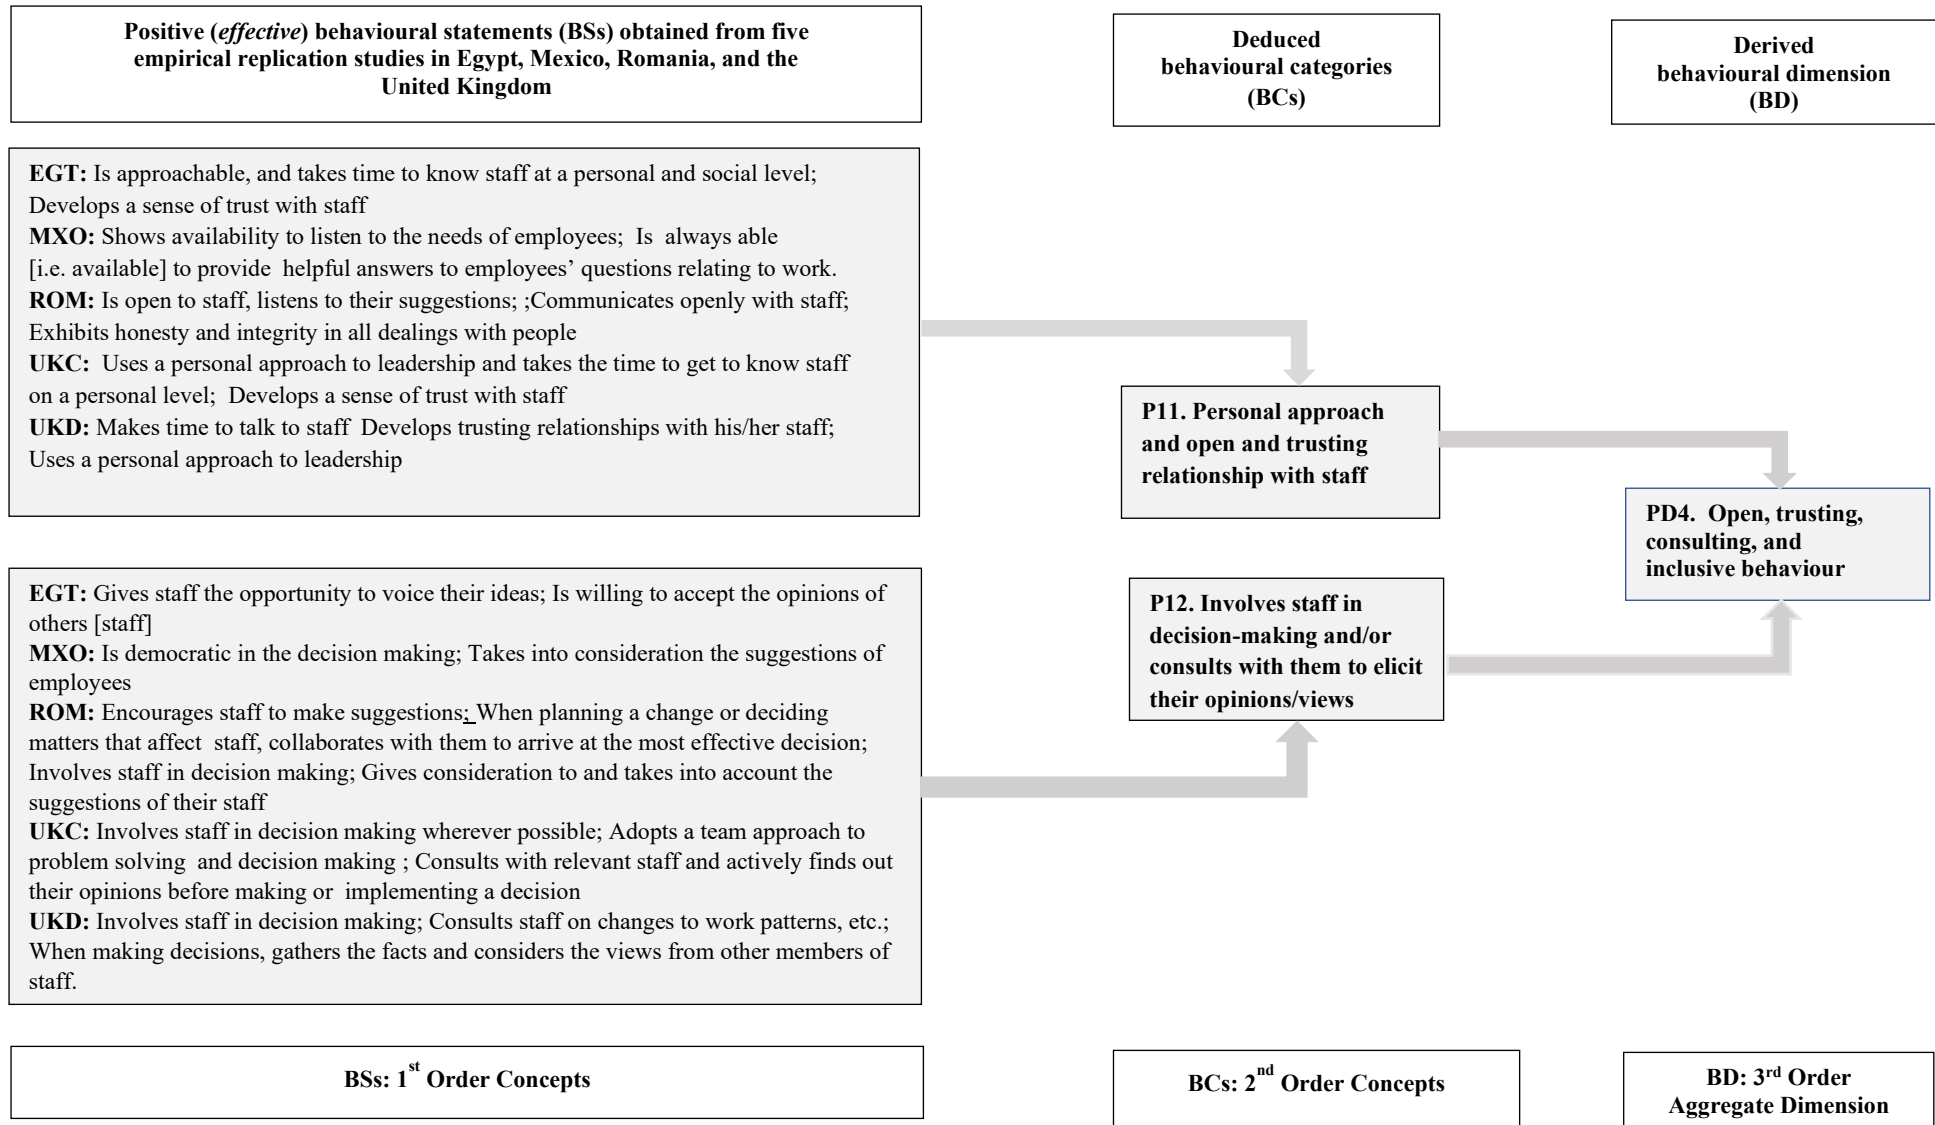 Positive (effective) behavioural statements (BSs) obtained from five
empirical replication studies in Egypt, Mexico, Romania, and the
United Kingdom
Deduced
behavioural categories
(BCs)
Derived
behavioural dimension
(BD)
EGT: Is approachable, and takes time to know staff at a personal and social level;
Develops a sense of trust with staff
MXO: Shows availability to listen to the needs of employees; Is always able
[i.e. available] to provide helpful answers to employees’ questions relating to work.
ROM: Is open to staff, listens to their suggestions; ;Communicates openly with staff;
Exhibits honesty and integrity in all dealings with people
UKC: Uses a personal approach to leadership and takes the time to get to know staff
on a personal level; Develops a sense of trust with staff
UKD: Makes time to talk to staff Develops trusting relationships with his/her staff;
Uses a personal approach to leadership
P11. Personal approach
and open and trusting
relationship with staff
PD4. Open, trusting,
consulting, and
inclusive behaviour
EGT: Gives staff the opportunity to voice their ideas; Is willing to accept the opinions of
others [staff]
MXO: Is democratic in the decision making; Takes into consideration the suggestions of
employees
ROM: Encourages staff to make suggestions; When planning a change or deciding
matters that affect staff, collaborates with them to arrive at the most effective decision;
Involves staff in decision making; Gives consideration to and takes into account the
suggestions of their staff
UKC: Involves staff in decision making wherever possible; Adopts a team approach to
problem solving and decision making ; Consults with relevant staff and actively finds out
their opinions before making or implementing a decision
UKD: Involves staff in decision making; Consults staff on changes to work patterns, etc.;
When making decisions, gathers the facts and considers the views from other members of
staff.
P12. Involves staff in
decision-making and/or
consults with them to elicit
their opinions/views
BSs: 1st Order Concepts
BCs: 2nd Order Concepts
BD: 3rd Order
Aggregate Dimension